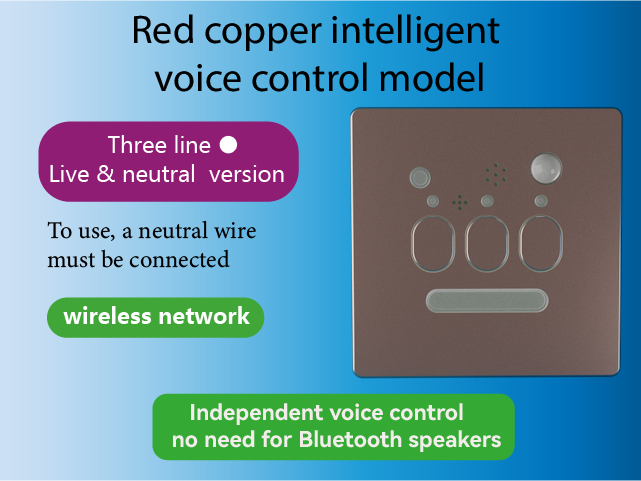 Red copper intelligent
voice control model
Three line ●
Live & neutral version
To use, a neutral wire
must be connected
wireless network
Independent voice control
no need for Bluetooth speakers